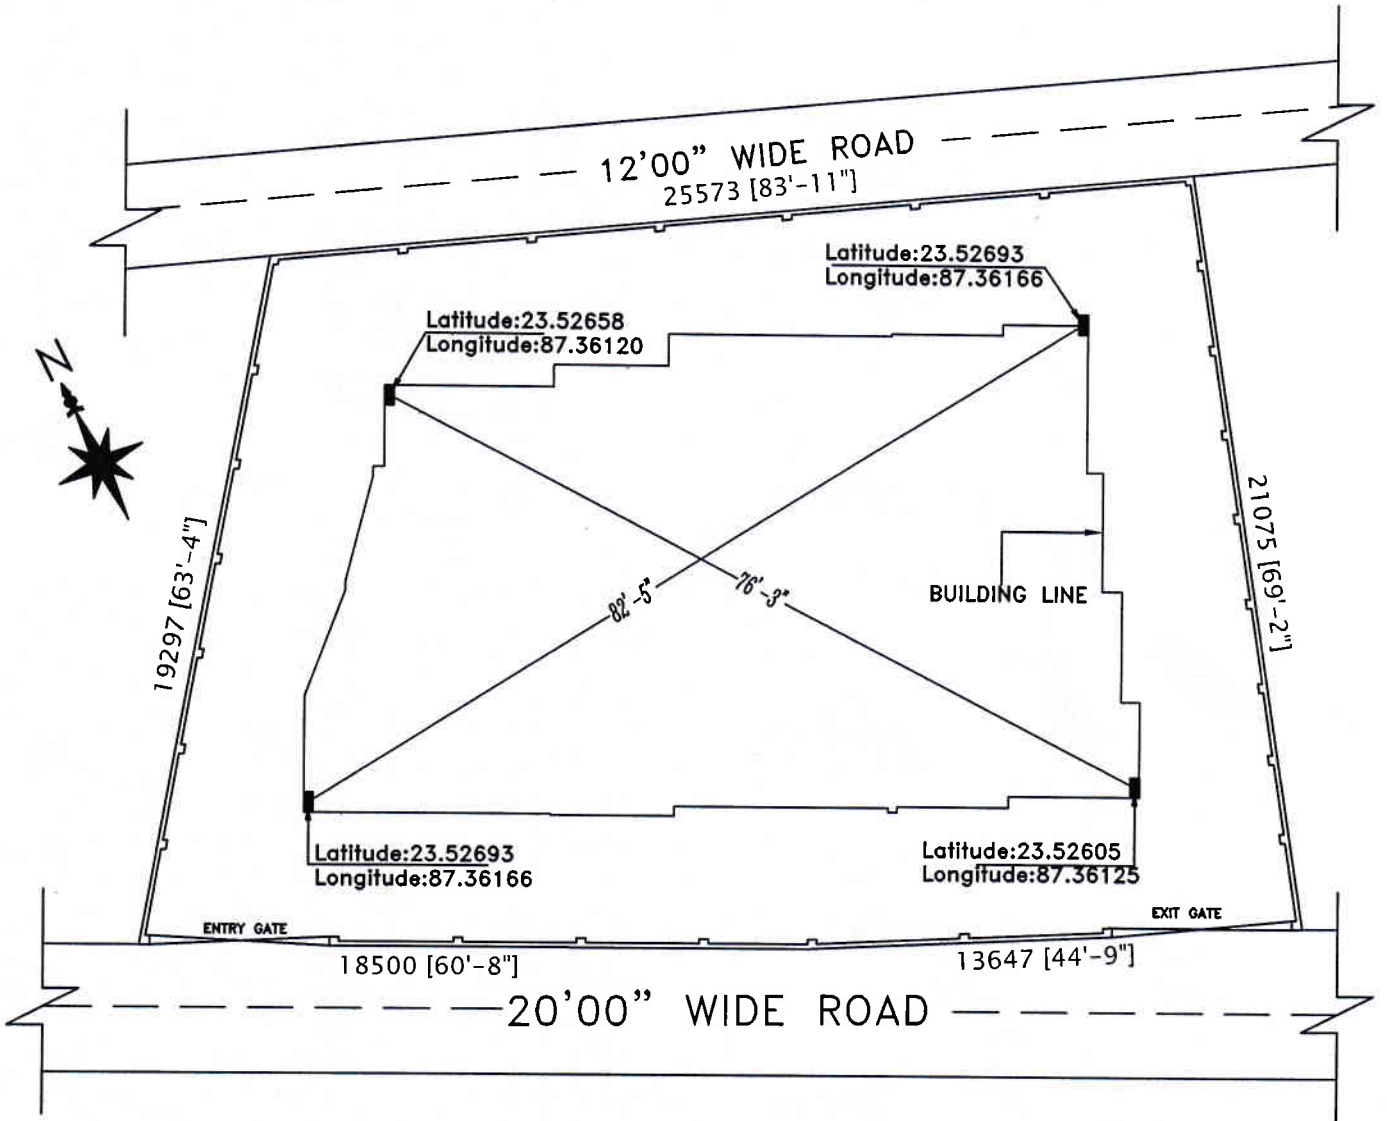 12'00" WIDE ROAD
25573 [83'-11"]
Latitude:23.52693
Longitude:87.36166
Latitude:23.52658
Longitude:87.36120
N
19297 [63'-4"]
21075 [69'-2"]
82'-5"
76'-3"
BUILDING LINE
Latitude:23.52693
Longitude:87.36166
Latitude:23.52605
Longitude:87.36125
ENTRY GATE
EXIT GATE
18500 [60'-8"]
13647 [44'-9"]
20'00" WIDE ROAD